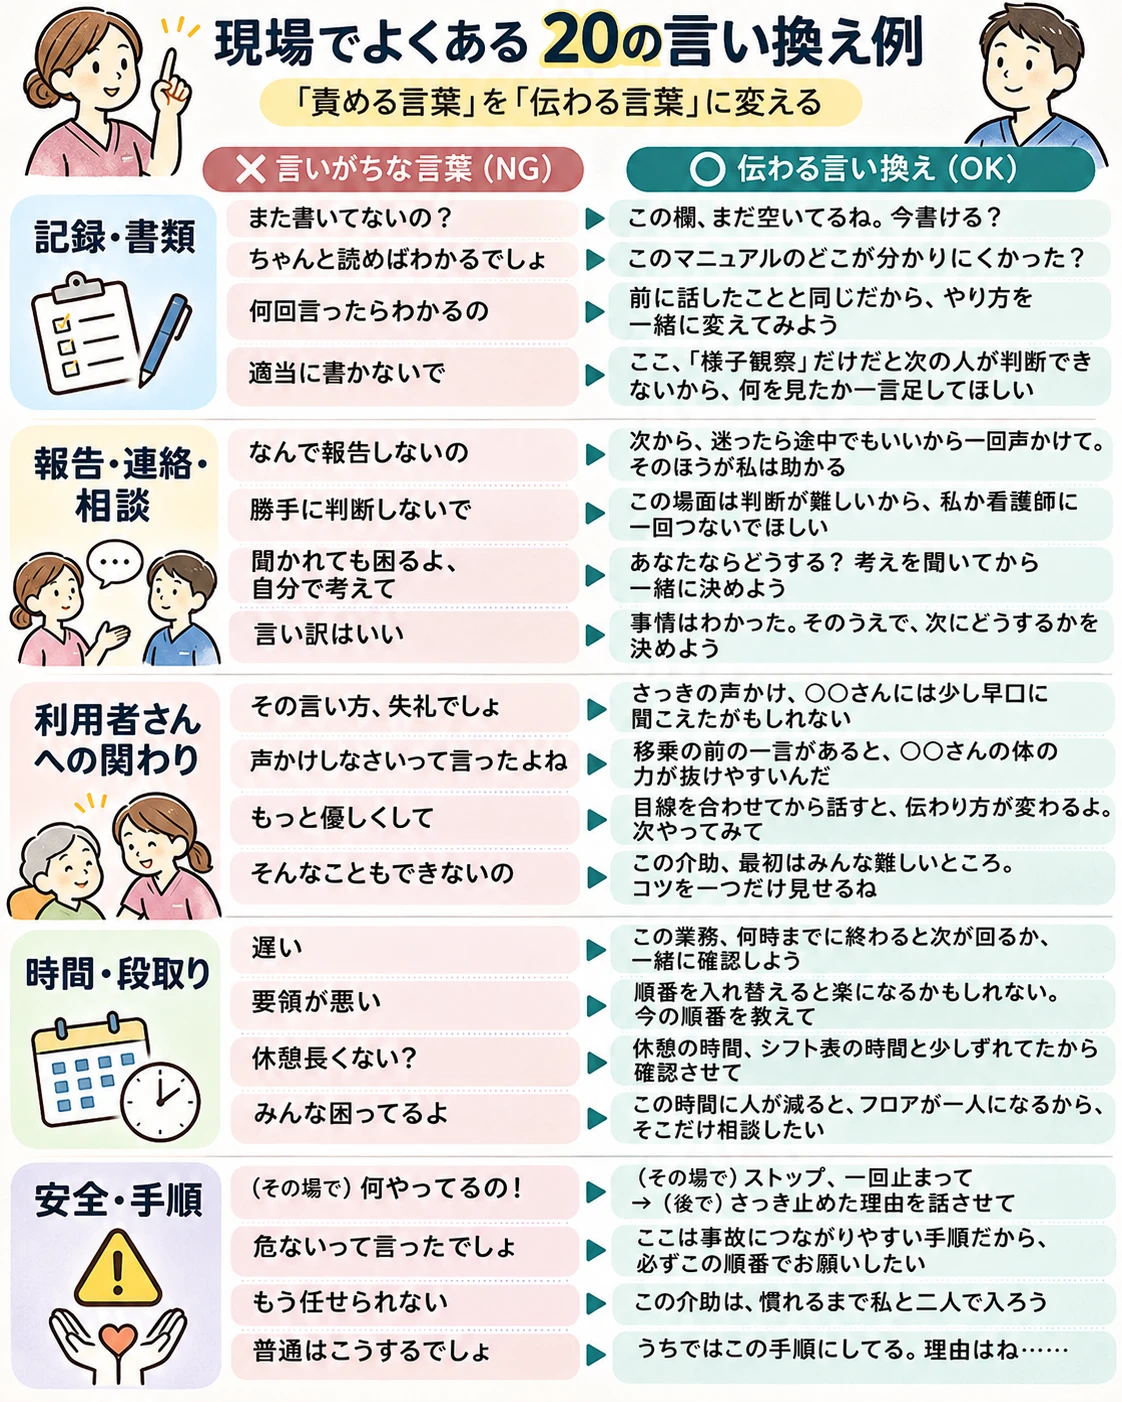 現場でよくある 20の言い換え例
「責める言葉」を「伝わる言葉」に変える
✕ 言いがちな言葉（NG）
○ 伝わる言い換え（OK）
記録・書類
また書いてないの？
この欄、まだ空いてるね。今書ける？
ちゃんと読めばわかるでしょ
このマニュアルのどこが分かりにくかった？
何回言ったらわかるの
前に話したことと同じだから、やり方を
一緒に変えてみよう
適当に書かないで
ここ、「様子観察」だけだと次の人が判断でき
ないから、何を見たか一言足してほしい
報告・連絡・
相談
なんで報告しないの
次から、迷ったら途中でもいいから一回声かけて。
そのほうが私は助かる
勝手に判断しないで
この場面は判断が難しいから、私か看護師に
一回つないでほしい
聞かれても困るよ、
自分で考えて
あなたならどうする？ 考えを聞いてから
一緒に決めよう
言い訳はいい
事情はわかった。そのうえで、次にどうするかを
決めよう
利用者さん
への関わり
その言い方、失礼でしょ
さっきの声かけ、〇〇さんには少し早口に
聞こえたがもしれない
声かけしなさいって言ったよね
移乗の前の一言があると、〇〇さんの体の
力が抜けやすいんだ
もっと優しくして
目線を合わせてから話すと、伝わり方が変わるよ。
次やってみて
そんなこともできないの
この介助、最初はみんな難しいところ。
コツを一つだけ見せるね
時間・段取り
遅い
この業務、何時までに終わると次が回るか、
一緒に確認しよう
要領が悪い
順番を入れ替えると楽になるかもしれない。
今の順番を教えて
休憩長くない？
休憩の時間、シフト表の時間と少しずれてたから
確認させて
みんな困ってるよ
この時間に人が減ると、フロアが一人になるから、
そこだけ相談したい
安全・手順
（その場で）何やってるの！
（その場で）ストップ、一回止まって
→（後で）さっき止めた理由を話させて
危ないって言ったでしょ
ここは事故につながりやすい手順だから、
必ずこの順番でお願いしたい
もう任せられない
この介助は、慣れるまで私と二人で入ろう
普通はこうするでしょ
うちではこの手順にしてる。理由はね……